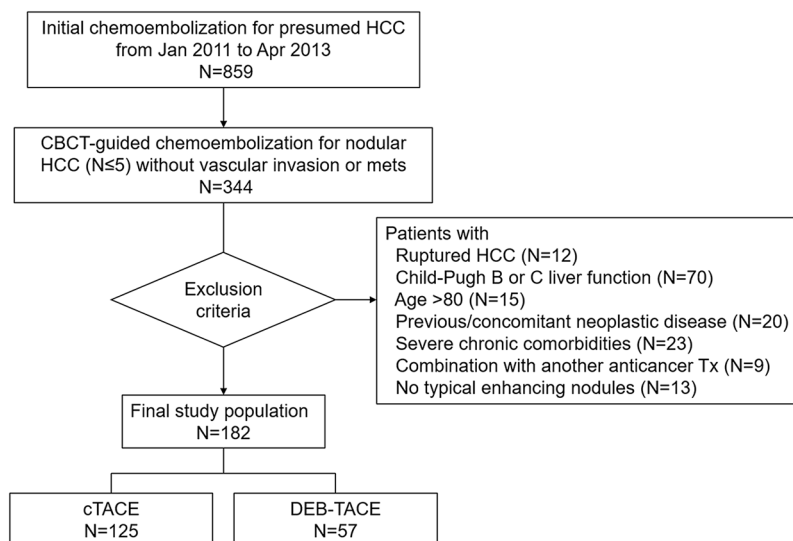 Initial chemoembolization for presumed HCC
from Jan 2011 to Apr 2013
N=859
CBCT-guided chemoembolization for nodular
HCC (N≤5) without vascular invasion or mets
N=344
Exclusion
criteria
Patients with
Ruptured HCC (N=12)
Child-Pugh B or C liver function (N=70)
Age >80 (N=15)
Previous/concomitant neoplastic disease (N=20)
Severe chronic comorbidities (N=23)
Combination with another anticancer Tx (N=9)
No typical enhancing nodules (N=13)
Final study population
N=182
cTACE
N=125
DEB-TACE
N=57